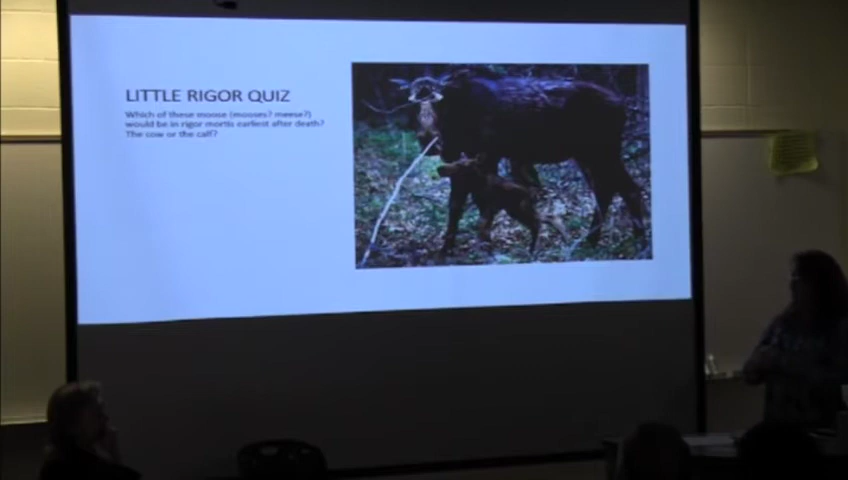 LITTLE RIGOR QUIZ
Which of these moose (mooses? meese?)
would be in rigor mortis earliest after death?
The cow or the calf?